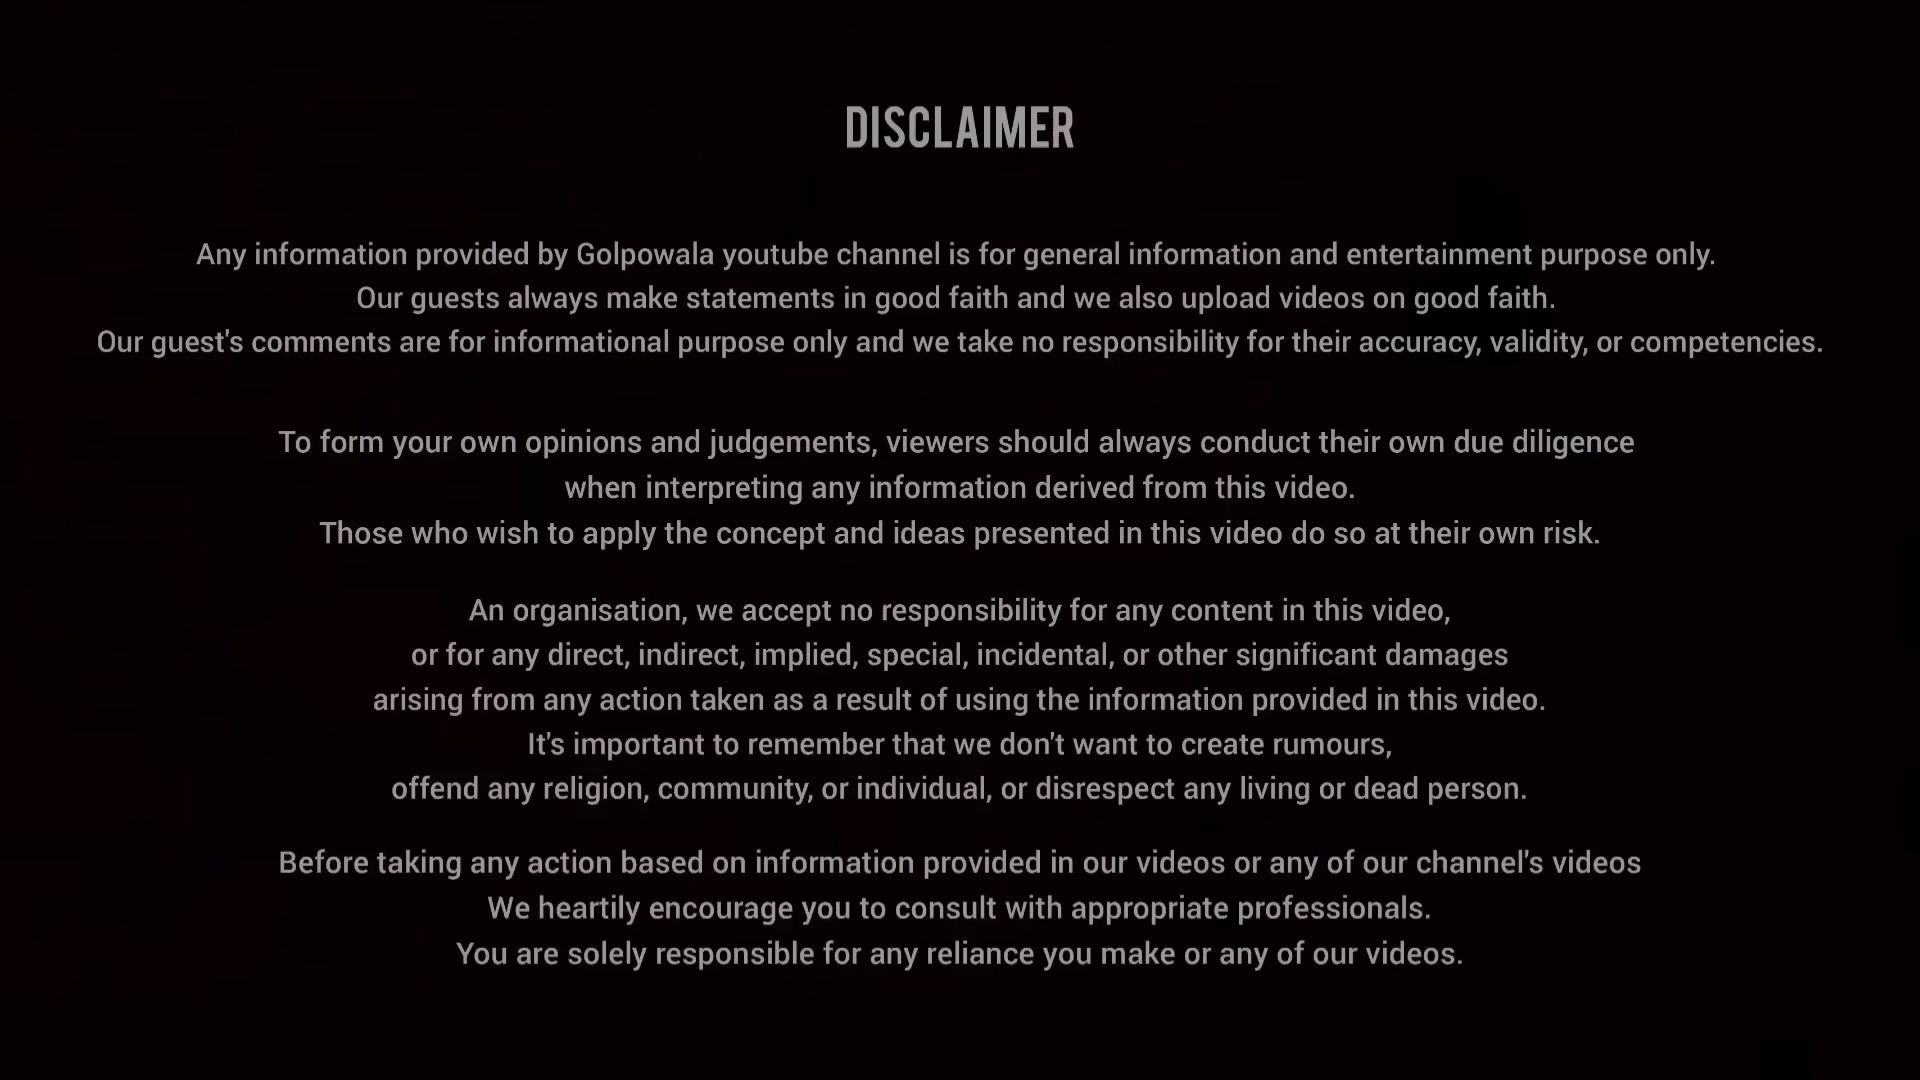 DISCLAIMER
Any information provided by Golpowala youtube channel is for general information and entertainment purpose only.
Our guests always make statements in good faith and we also upload videos on good faith.
Our guest's comments are for informational purpose only and we take no responsibility for their accuracy, validity, or competencies.
To form your own opinions and judgements, viewers should always conduct their own due diligence
when interpreting any information derived from this video.
Those who wish to apply the concept and ideas presented in this video do so at their own risk.
An organisation, we accept no responsibility for any content in this video,
or for any direct, indirect, implied, special, incidental, or other significant damages
arising from any action taken as a result of using the information provided in this video.
It's important to remember that we don't want to create rumours,
offend any religion, community, or individual, or disrespect any living or dead person.
Before taking any action based on information provided in our videos or any of our channel's videos
We heartily encourage you to consult with appropriate professionals.
You are solely responsible for any reliance you make or any of our videos.